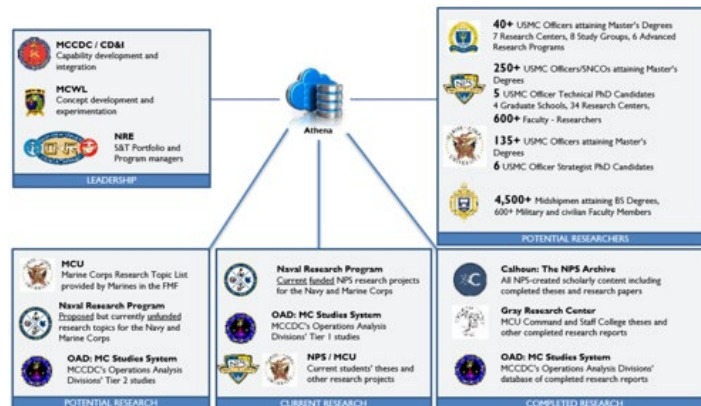 MCCDC / CD&I
Capability development and
integration
MCWL
Concept development and
experimentation
NRE
S&T Portfolio and
Program managers
LEADERSHIP
Athena
40+ USMC Officers attaining Master's Degrees
7 Research Centers, 8 Study Groups, 6 Advanced
Research Programs
250+ USMC Officers/SNCOs attaining Master's
Degrees
5 USMC Officer Technical PhD Candidates
4 Graduate Schools, 34 Research Centers,
600+ Faculty - Researchers
135+ USMC Officers attaining Master's
Degrees
6 USMC Officer Strategist PhD Candidates
4,500+ Midshipmen attaining BS Degrees,
600+ Military and civilian Faculty Members
POTENTIAL RESEARCHERS
MCU
Marine Corps Research Topic List
provided by Marines in the FMF
Naval Research Program
Proposed but currently unfunded
research topics for the Navy and
Marine Corps
OAD: MC Studies System
MCCDC's Operations Analysis
Divisions' Tier 2 studies
POTENTIAL RESEARCH
Naval Research Program
Current funded NPS research projects
for the Navy and Marine Corps
OAD: MC Studies System
MCCDC's Operations Analysis
Divisions' Tier 1 studies
NPS / MCU
Current students' theses and
other research projects
CURRENT RESEARCH
Calhoun: The NPS Archive
All NPS-created scholarly content including
completed theses and research papers
Gray Research Center
MCU Command and Staff College theses and
other completed research reports
OAD: MC Studies System
MCCDC's Operations Analysis Divisions'
database of completed research reports
COMPLETED RESEARCH